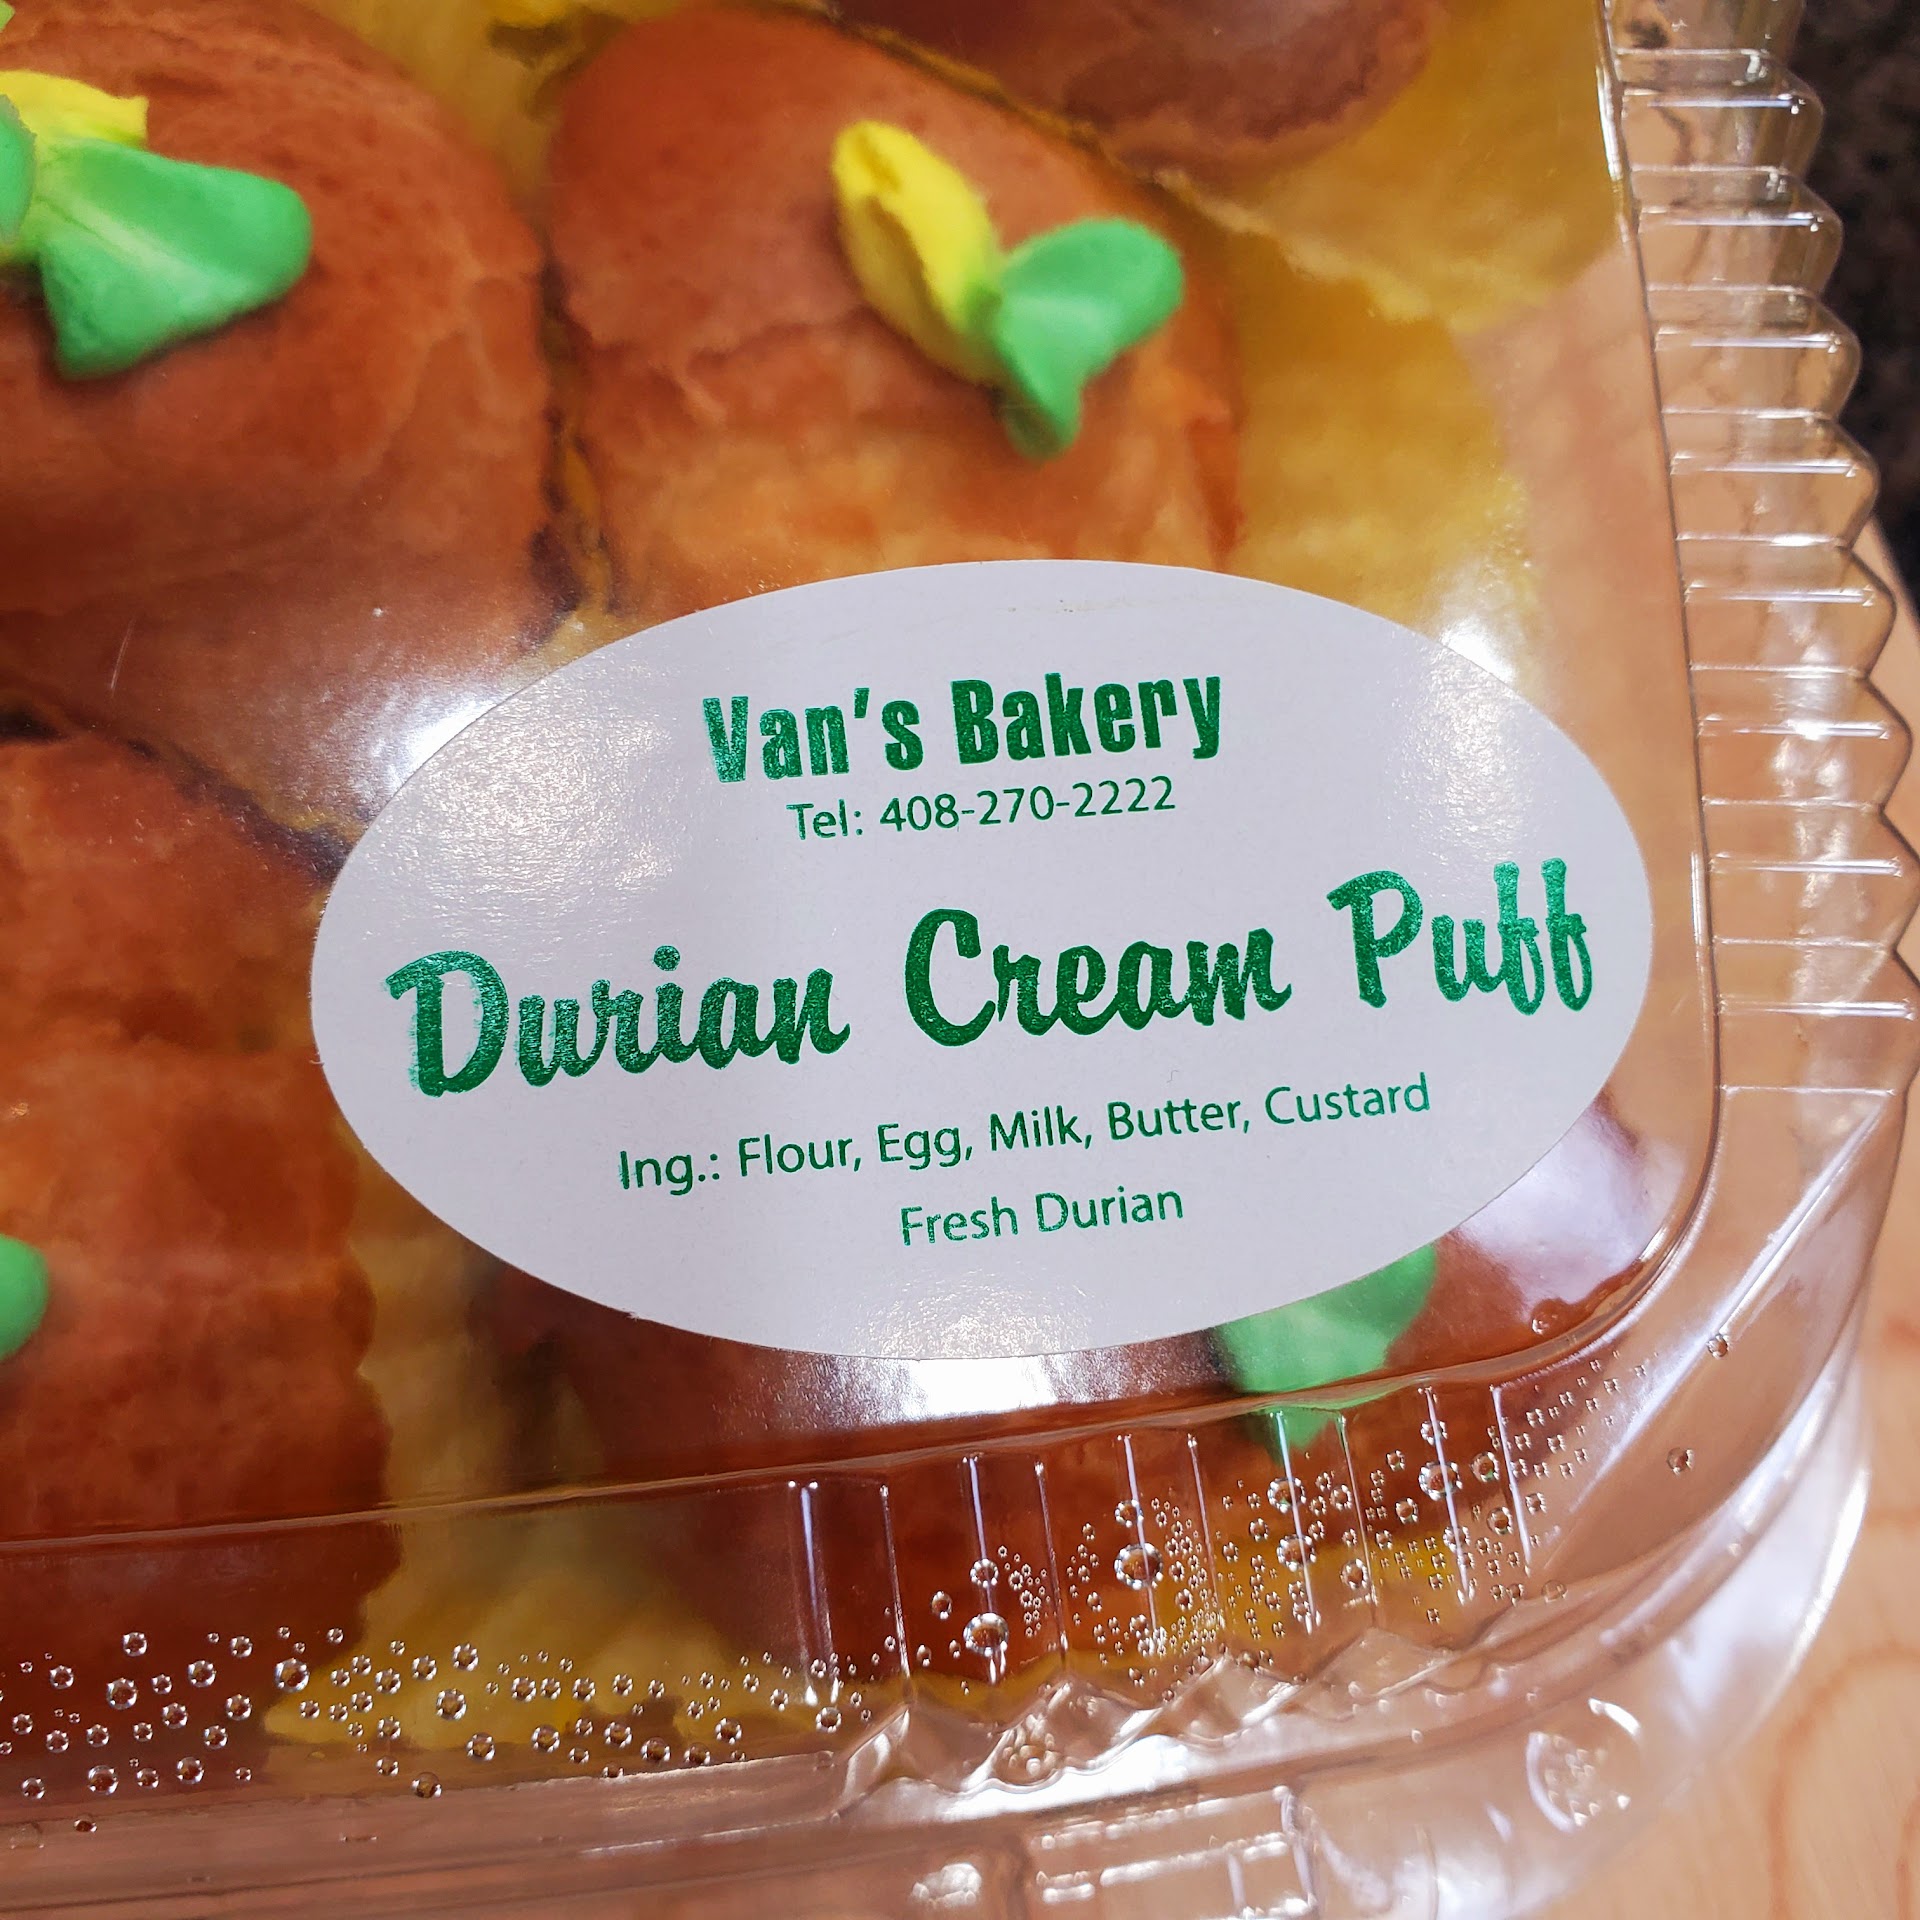 Van's Bakery
Tel: 408-270-2222
Durian Cream Puff
Ing.: Flour, Egg, Milk, Butter, Custard
Fresh Durian